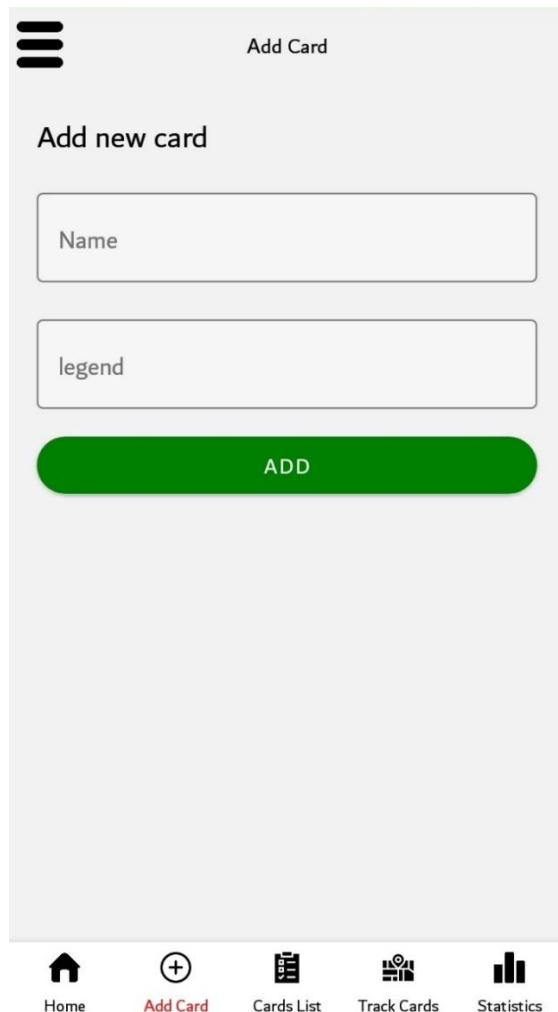 Add Card
Add new card
Name
legend
ADD
Home Add Card Cards List Track Cards Statistics